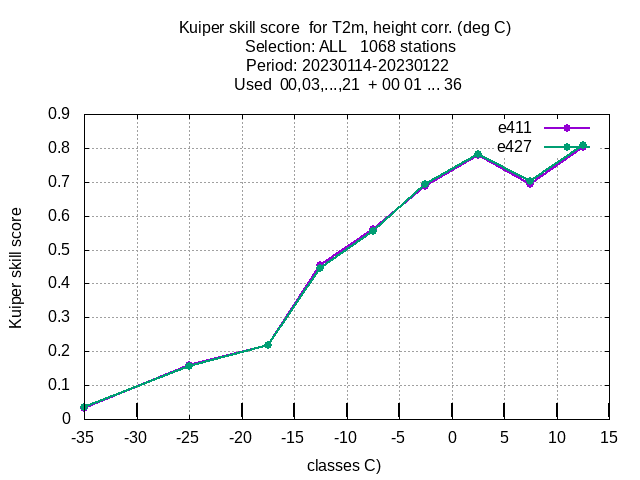 Kuiper skill score  for T2m, height corr. (deg C)
Selection: ALL   1068 stations
Period: 20230114-20230122
Used  00,03,...,21  + 00 01 ... 36
e411
e427
Kuiper skill score
0.9
0.8
0.7
0.6
0.5
0.4
0.3
0.2
0.1
0
-35 -30 -25 -20 -15 -10 -5 0 5 10 15
classes C)